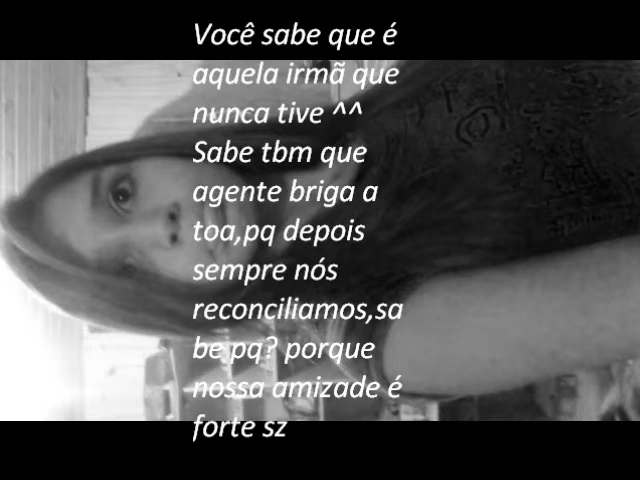 Você sabe que é
aquela irmã que
nunca tive ^^
Sabe tbm que
agente briga a
toa,pq depois
sempre nós
reconciliamos,sa
be pq? porque
nossa amizade é
forte sz